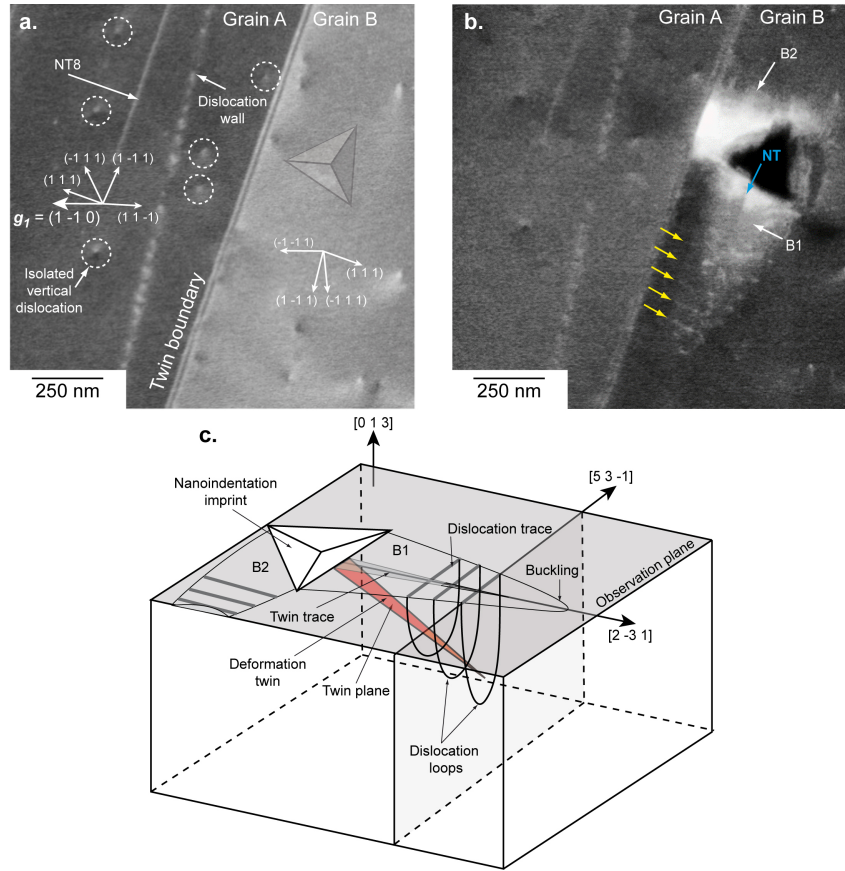 a.
Grain A
Grain B
NT8
Dislocation
wall
(-1 1 1)
(1 -1 1)
(1 1 1)
g1 = (1 -1 0)
(1 1 -1)
Isolated
vertical
dislocation
Twin boundary
(-1 -1 1)
(1 1 1)
(1 -1 1)
(-1 1 1)
250 nm
b.
Grain A
Grain B
B2
NT
B1
250 nm
c.
[0 1 3]
[5 3 -1]
Nanoindentation
imprint
Dislocation trace
B1
B2
Buckling
Observation plane
Twin trace
[2 -3 1]
Deformation
twin
Twin plane
Dislocation
loops